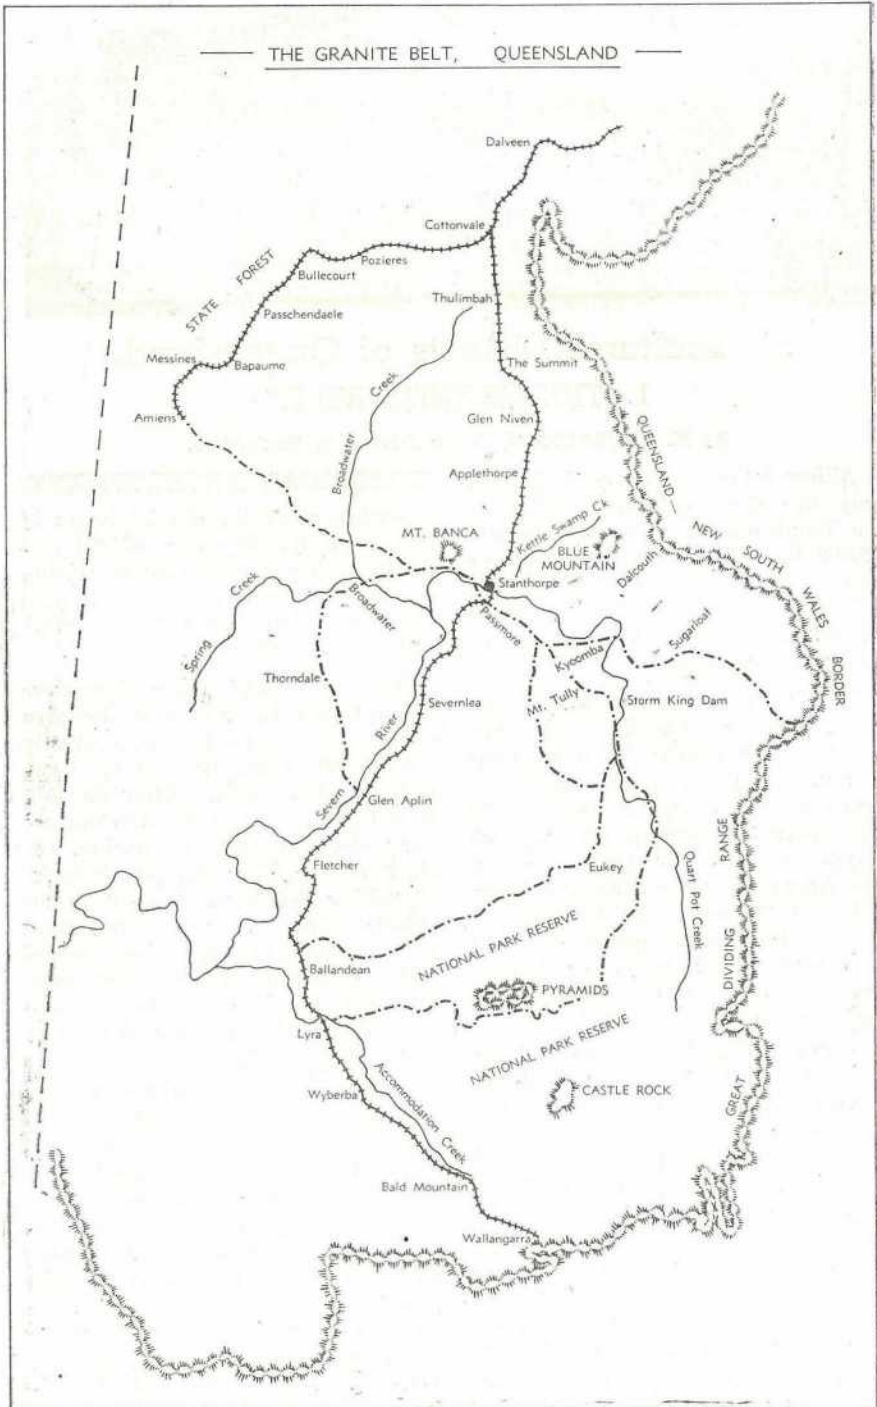 THE GRANITE BELT, QUEENSLAND
Dalveen
Cottonvale
Pozieres
STATE FOREST
Bullecourt
Thulimbah
Passchendaele
Messines
Bapaume
The Summit
Amiens
Broadwater Creek
Glen Niven
QUEENSLAND — NEW SOUTH WALES BORDER
Applethorpe
Kettle Swamp Ck
MT. BANCA
BLUE
MOUNTAIN
Dalcouth
Stanthorpe
Spring Creek
Broadwater
Passmore
Sugarloaf
Kyoomba
Thorndale
Mt. Tully
Severnlea
Storm King Dam
Severn River
Glen Aplin
Fletcher
Eukey
Quart Pot Creek
GREAT DIVIDING RANGE
NATIONAL PARK RESERVE
Ballandean
PYRAMIDS
Lyra
NATIONAL PARK RESERVE
Wyberba
Accommodation Creek
CASTLE ROCK
Bald Mountain
Wallangarra